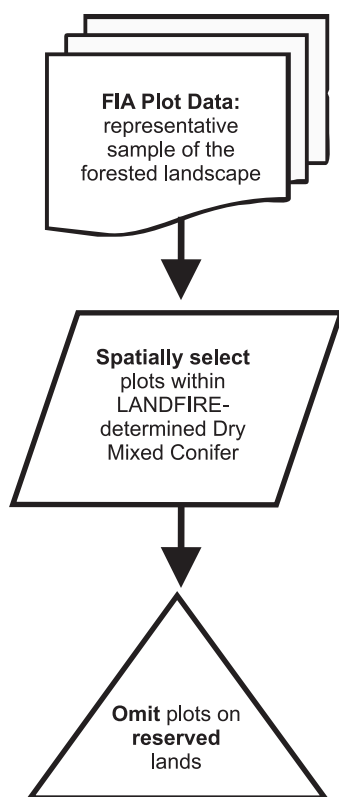 FIA Plot Data:
representative
sample of the
forested landscape
Spatially select
plots within
LANDFIRE-
determined Dry
Mixed Conifer
Omit plots on
reserved
lands